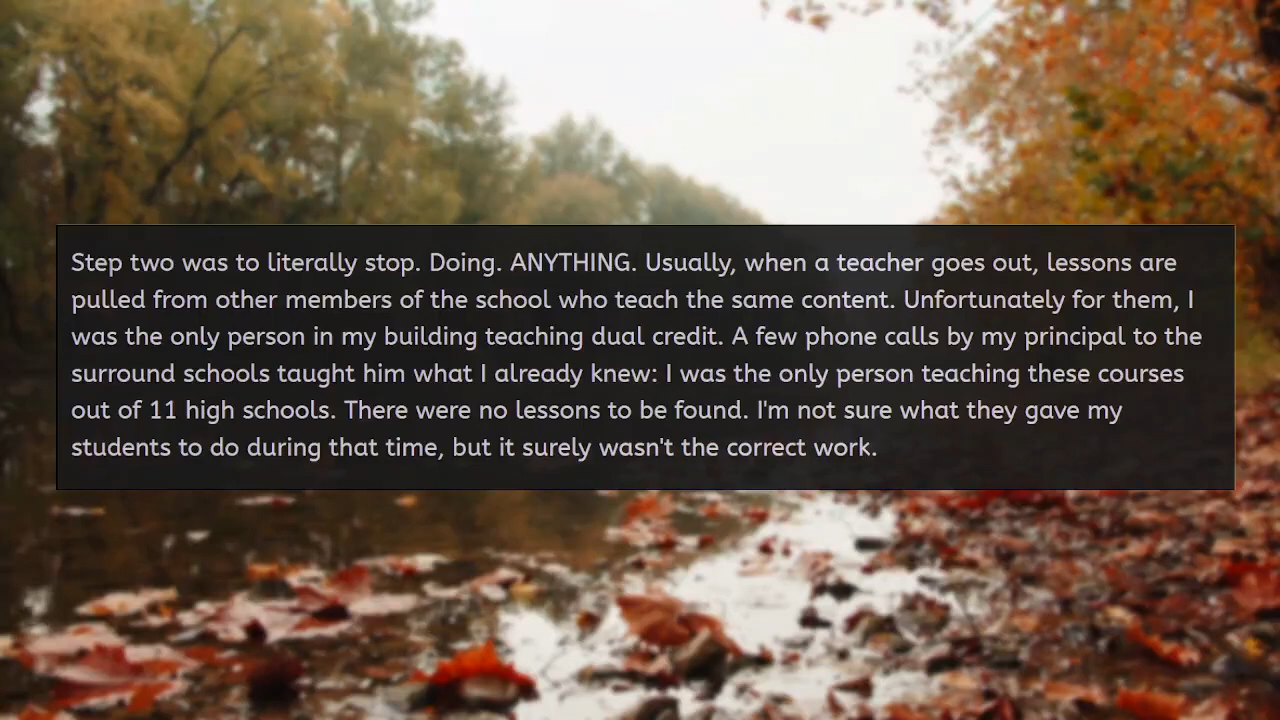 Step two was to literally stop. Doing. ANYTHING. Usually, when a teacher goes out, lessons are
pulled from other members of the school who teach the same content. Unfortunately for them, I
was the only person in my building teaching dual credit. A few phone calls by my principal to the
surround schools taught him what I already knew: I was the only person teaching these courses
out of 11 high schools. There were no lessons to be found. I'm not sure what they gave my
students to do during that time, but it surely wasn't the correct work.